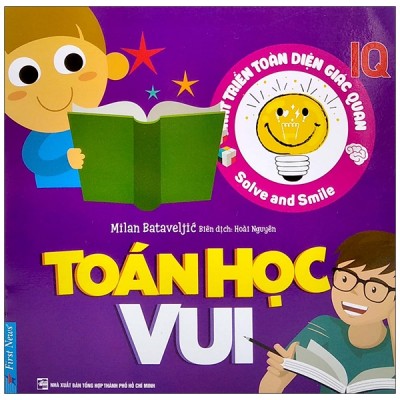 IQ
PHÁT TRIỂN TOÀN DIỆN GIÁC QUAN
Solve and Smile
Milan Bataveljić Biên dịch: Hoài Nguyên
TOÁN HỌC
VUI
First News
NHÀ XUẤT BẢN TỔNG HỢP THÀNH PHỐ HỒ CHÍ MINH